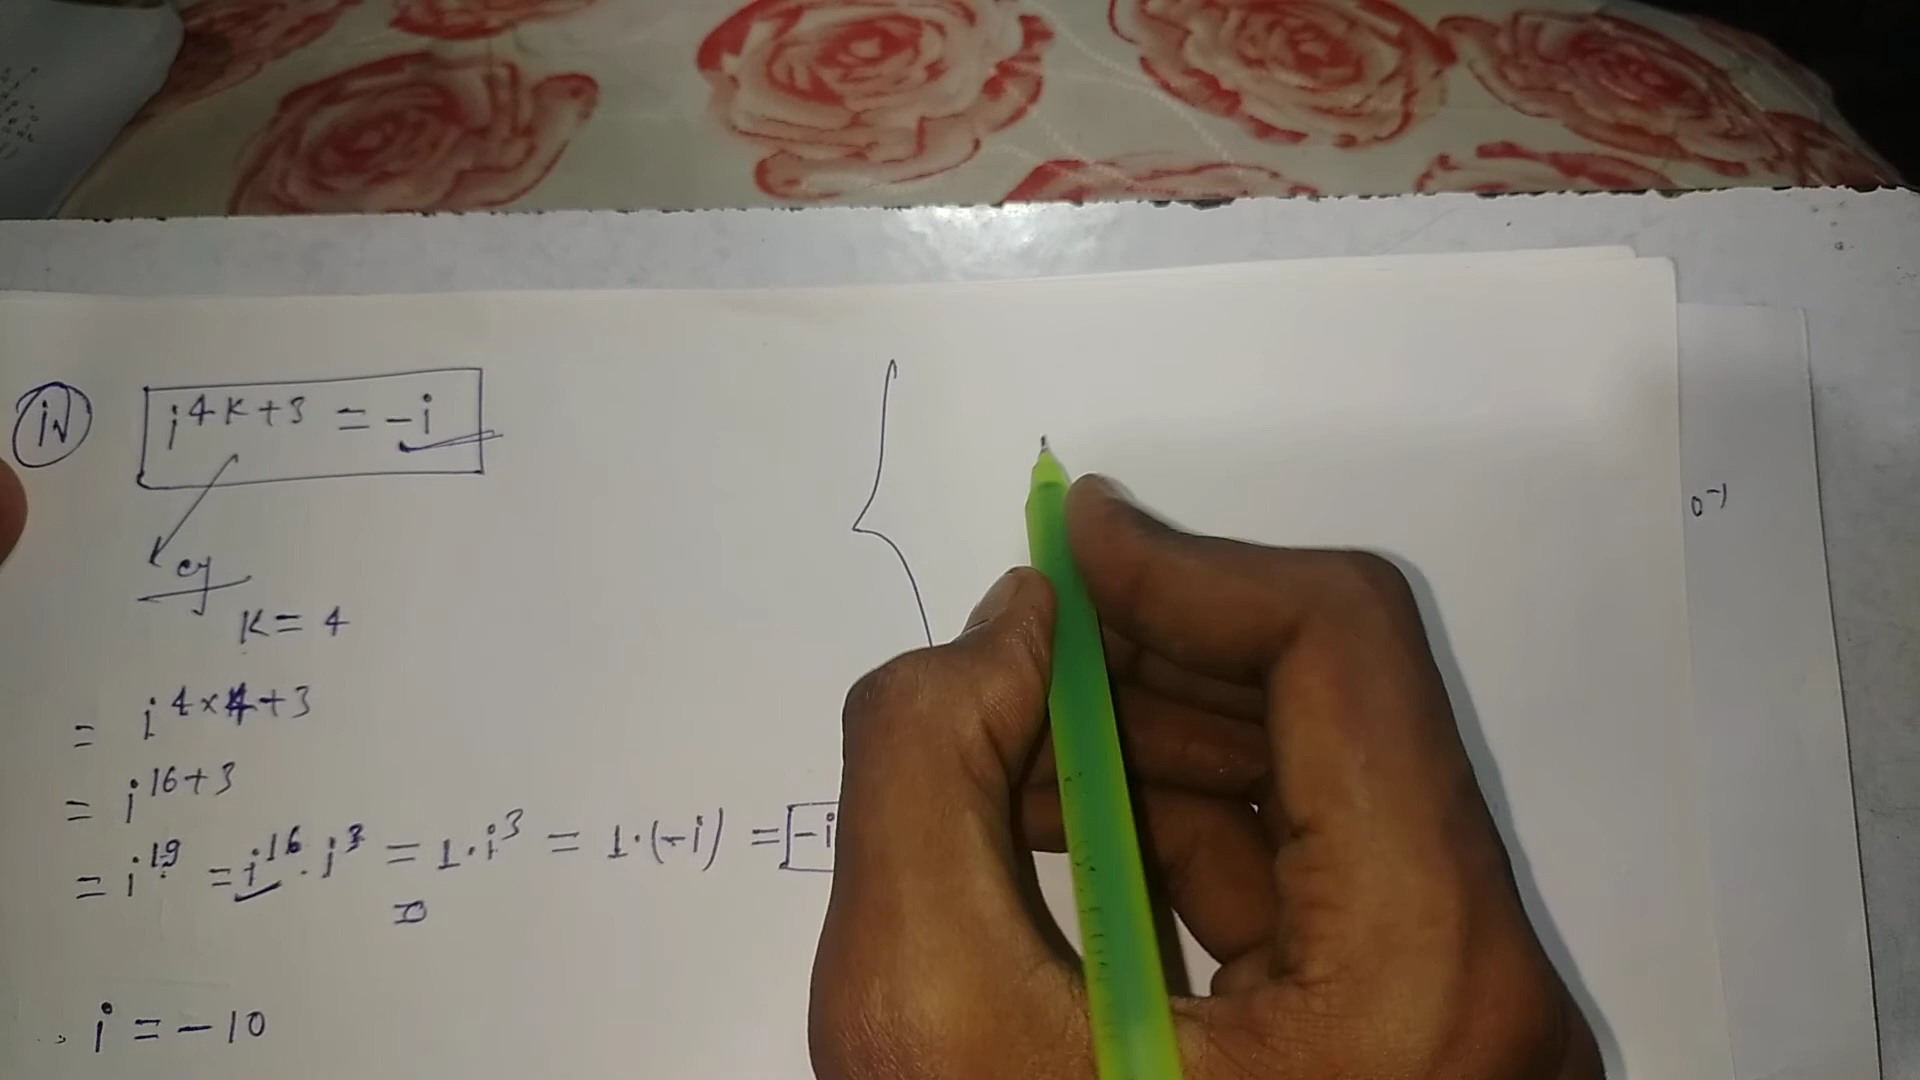 iv i^4K+3 = -i
eg
K = 4
= i^4×4+3
= i^16+3
= i^19 = i^16 . i^3 = 1 . i^3 = 1 . (-i) = -i
i = -10